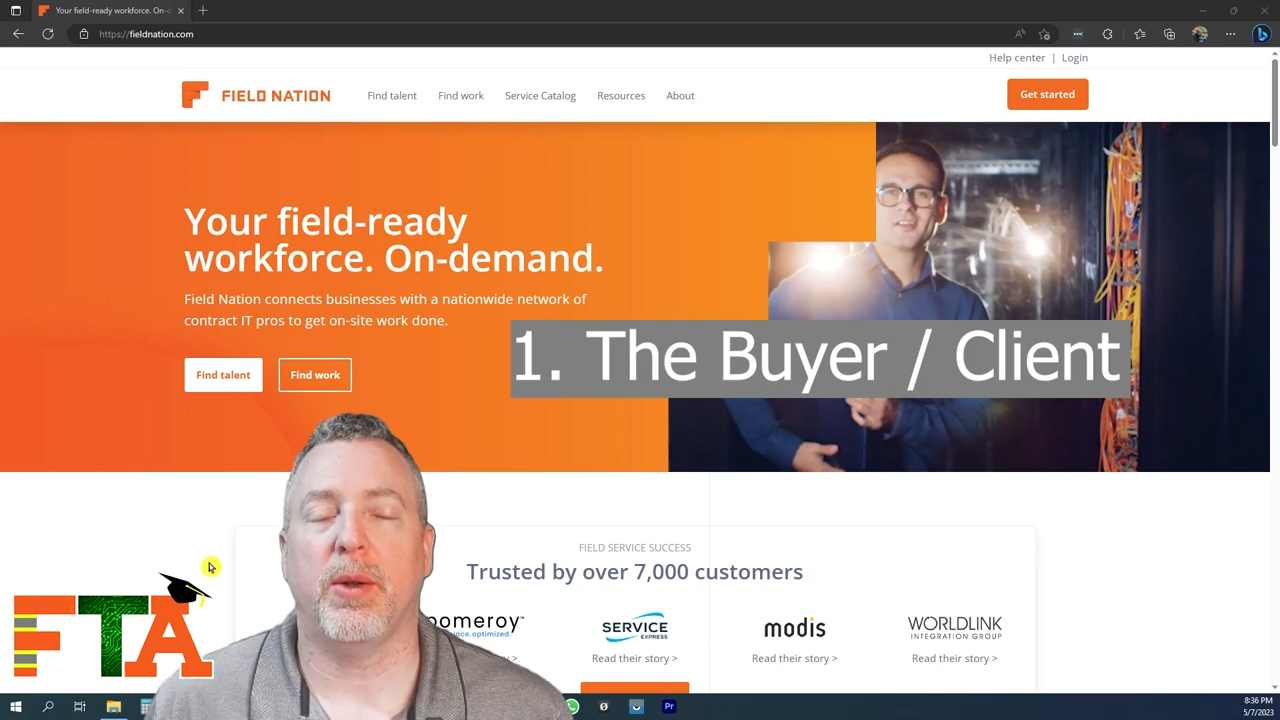 Your field-ready workforce. On-d
https://fieldnation.com
Help center | Login
FIELD NATION
Find talent
Find work
Service Catalog
Resources
About
Get started
Your field-ready
workforce. On-demand.
Field Nation connects businesses with a nationwide network of
contract IT pros to get on-site work done.
Find talent
Find work
1. The Buyer / Client
FIELD SERVICE SUCCESS
Trusted by over 7,000 customers
SERVICE
EXPRESS
modis
WORLDLINK
INTEGRATION GROUP
Read their story >
Read their story >
Read their story >
FTA
Pr
8:36 PM
5/7/2023